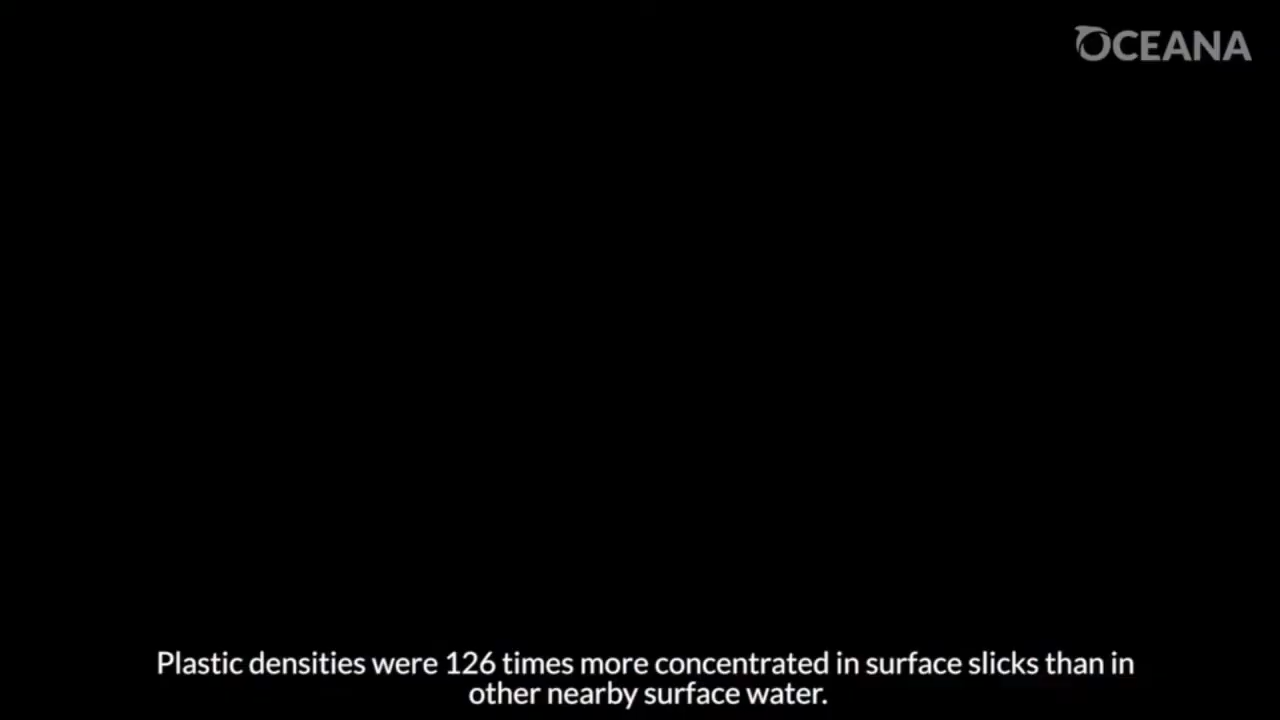 OCEANA
Plastic densities were 126 times more concentrated in surface slicks than in
other nearby surface water.